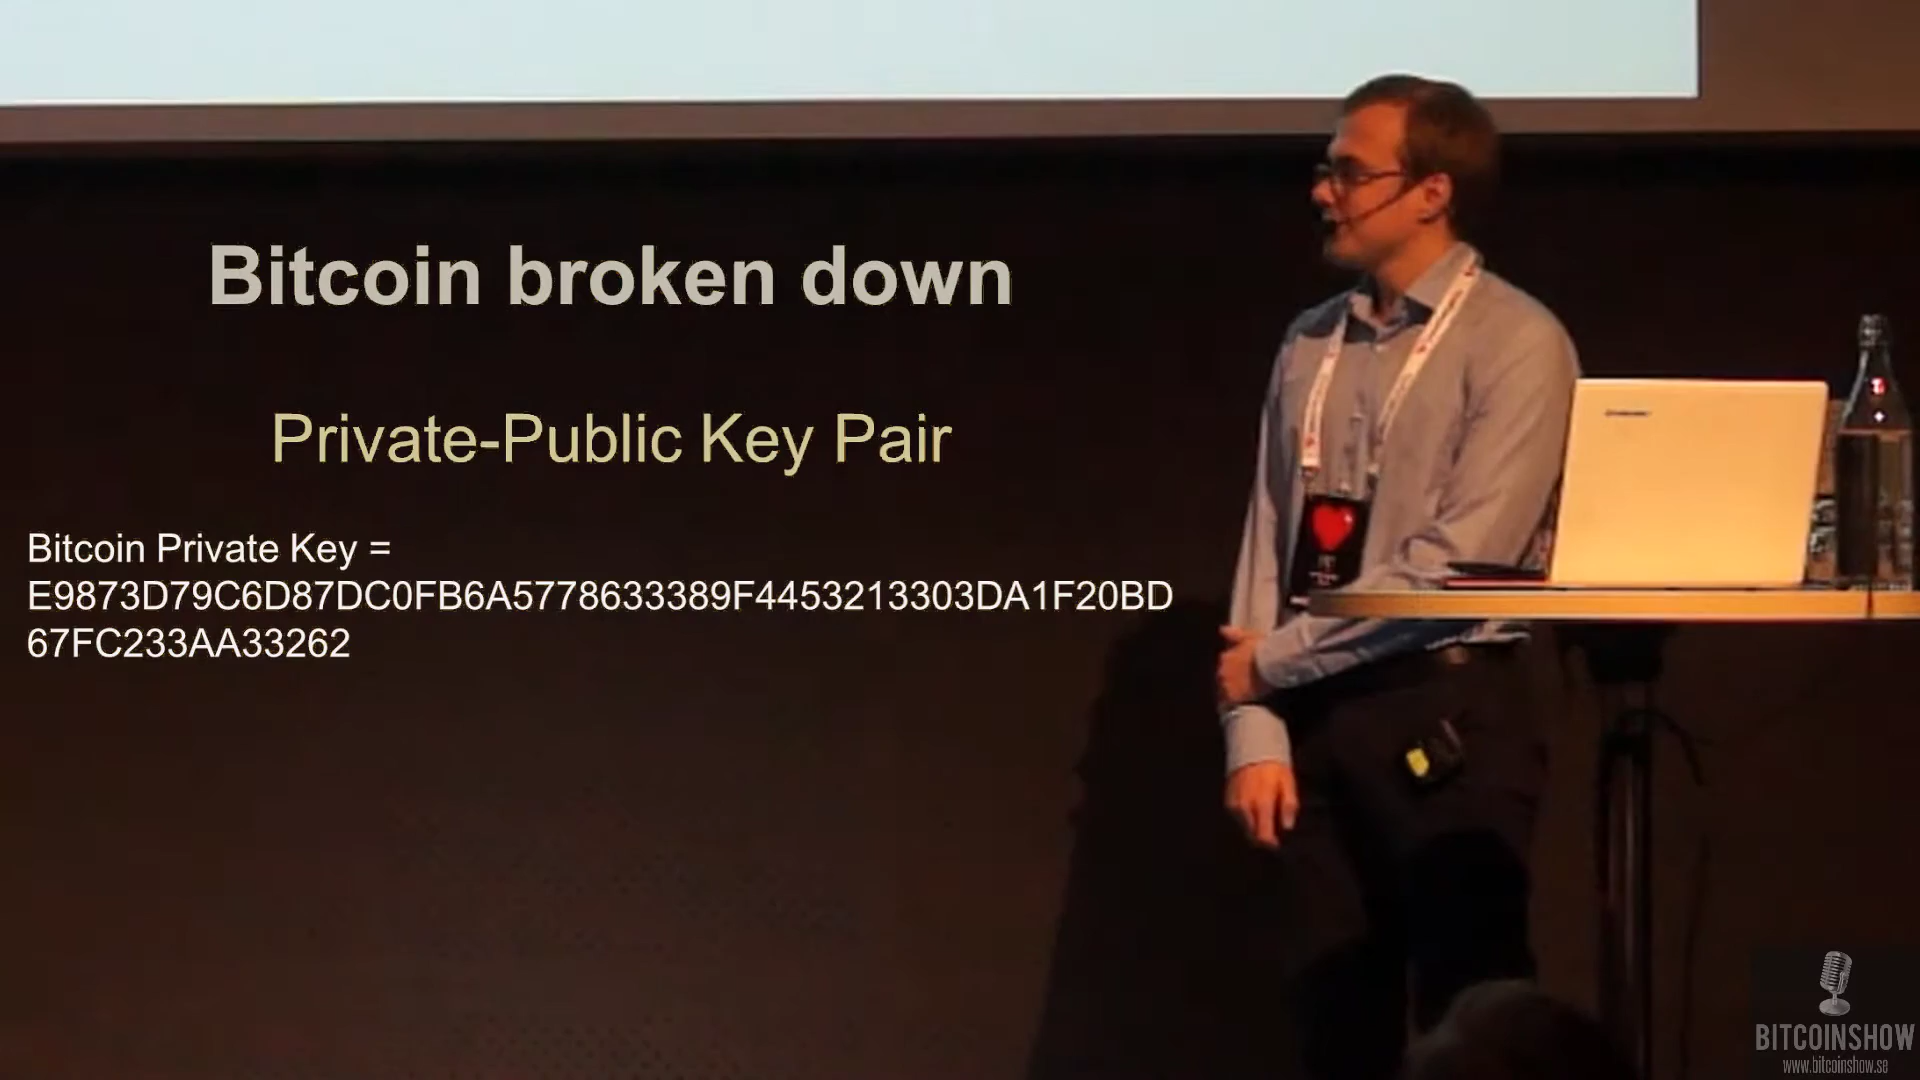 Bitcoin broken down
Private-Public Key Pair
Bitcoin Private Key =
E9873D79C6D87DC0FB6A5778633389F4453213303DA1F20BD
67FC233AA33262
BITCOINSHOW
www.bitcoinshow.se